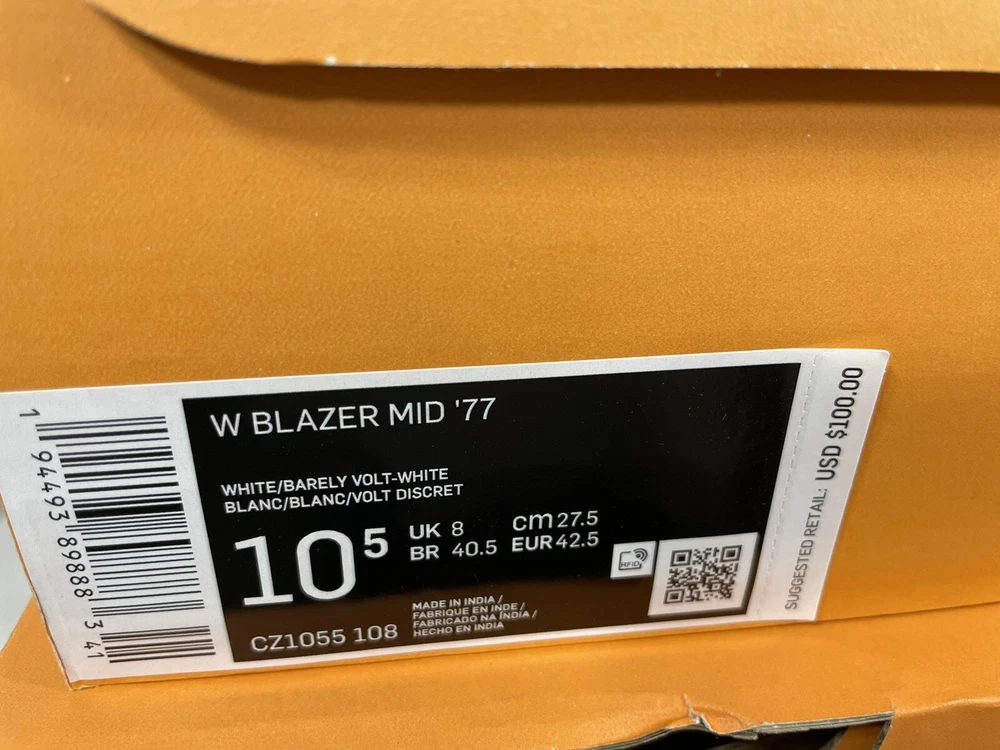 W BLAZER MID '77
WHITE/BARELY VOLT-WHITE
BLANC/BLANC/VOLT DISCRET
10⁵
UK 8
BR 40.5
cm 27.5
EUR 42.5
RFID
MADE IN INDIA /
FABRIQUE EN INDE /
FABRICADO NA ÍNDIA /
HECHO EN INDIA
CZ1055 108
1 94493 89888 3 41
SUGGESTED RETAIL: USD $100.00